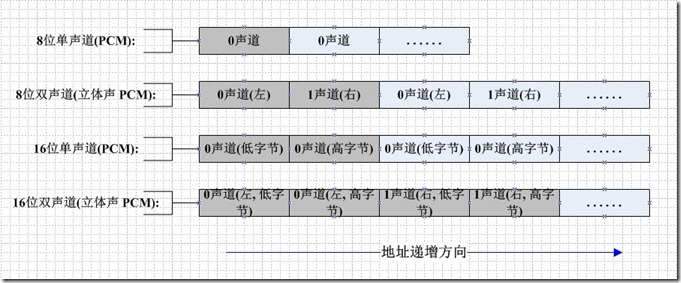 8位单声道(PCM): 0声道 0声道 ......
8位双声道(立体声 PCM): 0声道(左) 1声道(右) 0声道(左) 1声道(右) ......
16位单声道(PCM): 0声道(低字节) 0声道(高字节) 0声道(低字节) 0声道(高字节) ......
16位双声道(立体声 PCM): 0声道(左, 低字节) 0声道(左, 高字节) 1声道(右, 低字节) 1声道(右, 高字节) ......
地址递增方向